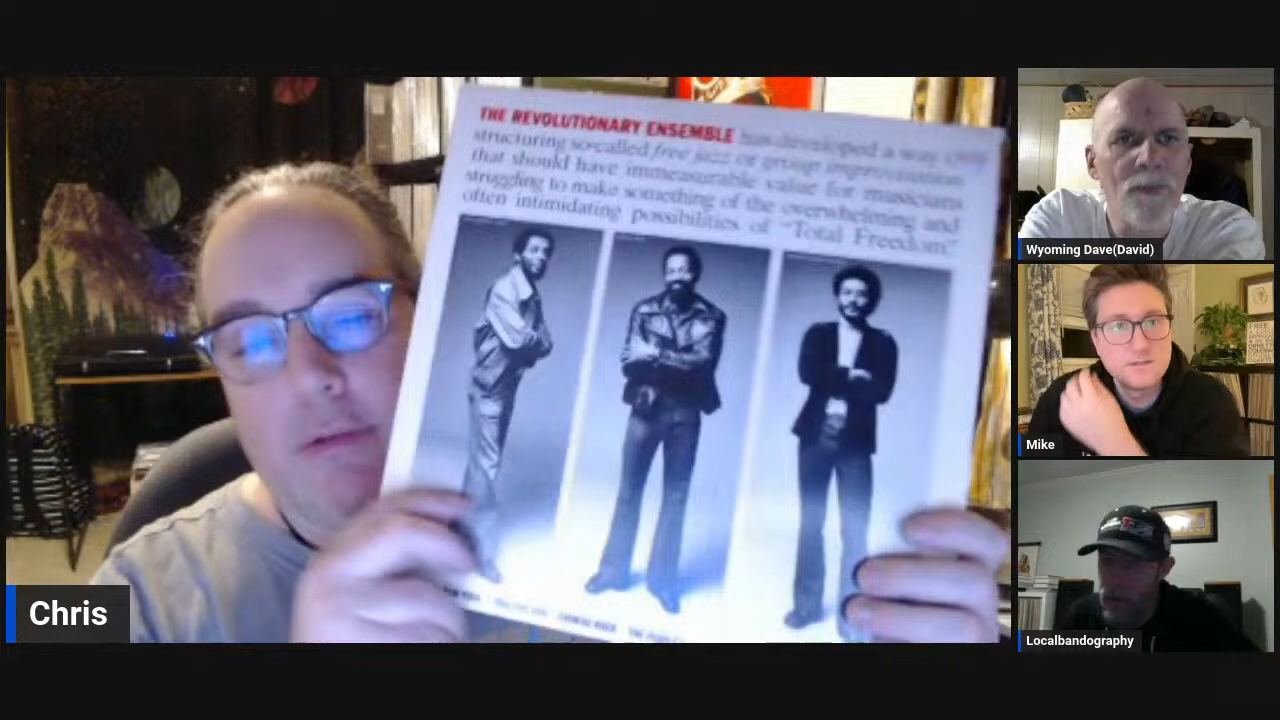 THE REVOLUTIONARY ENSEMBLE has developed a way
structuring so-called free jazz or group improvisation
that should have immeasurable value for musicians
struggling to make something of the overwhelming and
often intimidating possibilities of "Total Freedom"
Chris
Wyoming Dave(David)
Mike
Localbandography